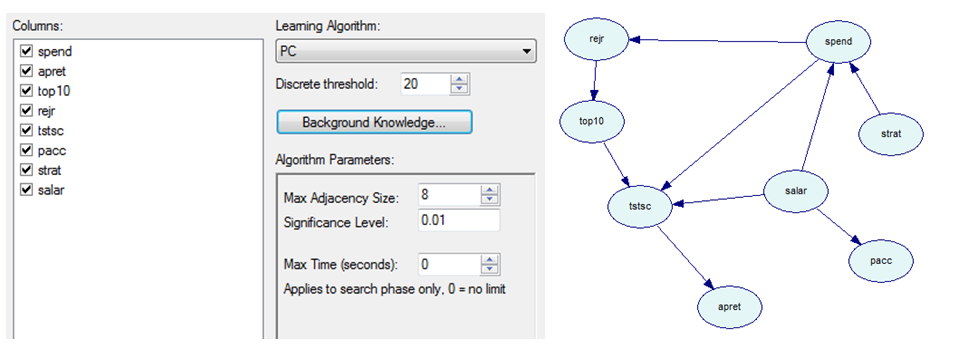 Columns:
spend
apret
top10
rejr
tstsc
pacc
strat
salar
Learning Algorithm:
PC
Discrete threshold: 20
Background Knowledge...
Algorithm Parameters:
Max Adjacency Size: 8
Significance Level: 0.01
Max Time (seconds): 0
Applies to search phase only, 0 = no limit
rejr
spend
top10
strat
salar
tstsc
pacc
apret